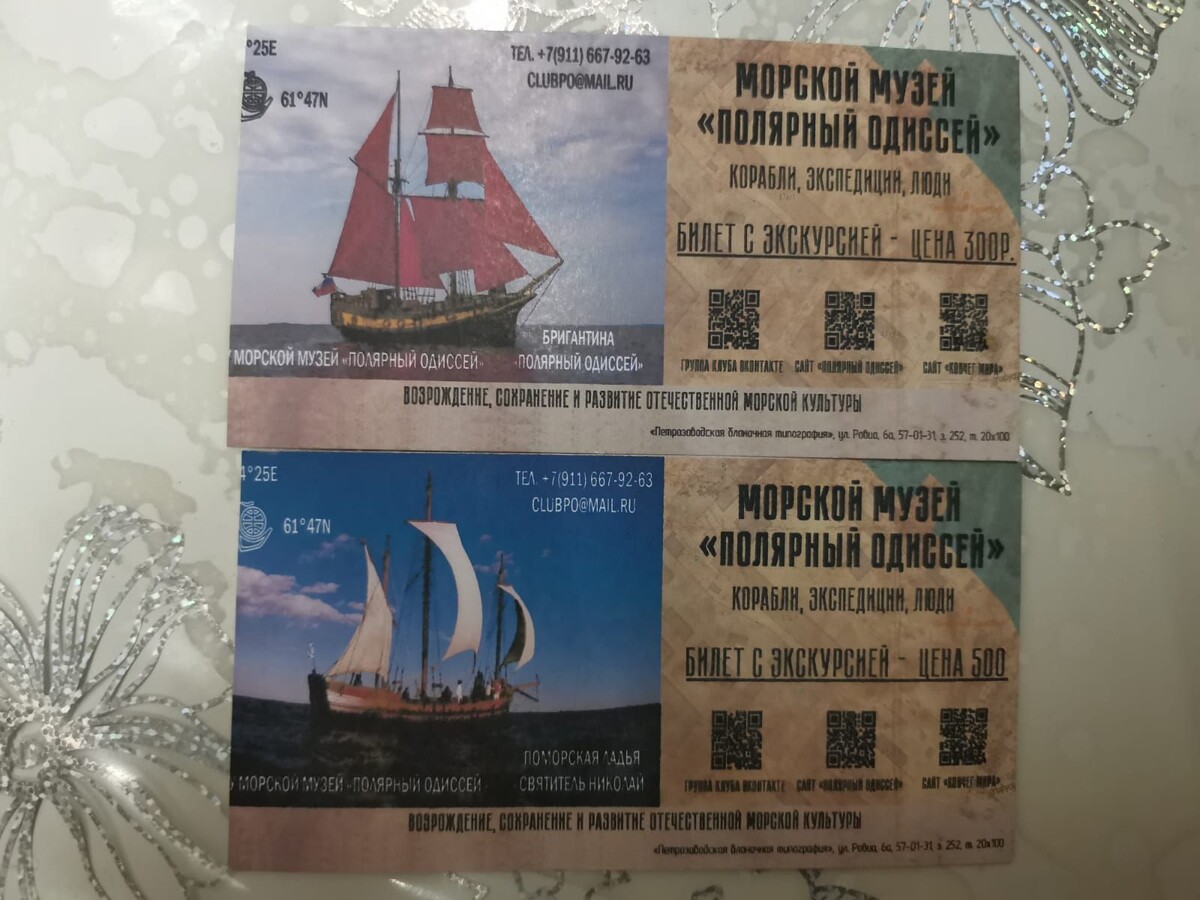 °25E
61°47N
ТЕЛ. +7(911) 667-92-63
CLUBPO@MAIL.RU
МОРСКОЙ МУЗЕЙ «ПОЛЯРНЫЙ ОДИССЕЙ»
БРИГАНТИНА
«ПОЛЯРНЫЙ ОДИССЕЙ»
МОРСКОЙ МУЗЕЙ
«ПОЛЯРНЫЙ ОДИССЕЙ»
КОРАБЛИ, ЭКСПЕДИЦИИ, ЛЮДИ
БИЛЕТ С ЭКСКУРСИЕЙ - ЦЕНА 300Р.
ГРУППА КЛУБА ВКОНТАКТЕ
САЙТ «ПОЛЯРНЫЙ ОДИССЕЙ»
САЙТ «КОВЧЕГ МИРА»
ВОЗРОЖДЕНИЕ, СОХРАНЕНИЕ И РАЗВИТИЕ ОТЕЧЕСТВЕННОЙ МОРСКОЙ КУЛЬТУРЫ
«Петрозаводская бланочная типография», ул. Ровио, 6а, 57-01-31, з. 252, т. 20х100
4°25E
61°47N
ТЕЛ. +7(911) 667-92-63
CLUBPO@MAIL.RU
У МОРСКОЙ МУЗЕЙ «ПОЛЯРНЫЙ ОДИССЕЙ
ПОМОРСКАЯ ЛАДЬЯ
СВЯТИТЕЛЬ НИКОЛАЙ
МОРСКОЙ МУЗЕЙ
«ПОЛЯРНЫЙ ОДИССЕЙ»
КОРАБЛИ, ЭКСПЕДИЦИИ, ЛЮДИ
БИЛЕТ С ЭКСКУРСИЕЙ - ЦЕНА 500
ГРУППА КЛУБА ВКОНТАКТЕ
САЙТ «ПОЛЯРНЫЙ ОДИССЕЙ»
САЙТ «КОВЧЕГ МИРА»
ВОЗРОЖДЕНИЕ, СОХРАНЕНИЕ И РАЗВИТИЕ ОТЕЧЕСТВЕННОЙ МОРСКОЙ КУЛЬТУРЫ
«Петрозаводская бланочная типография», ул. Ровио, 6а, 57-01-31, з. 252, т. 20х100